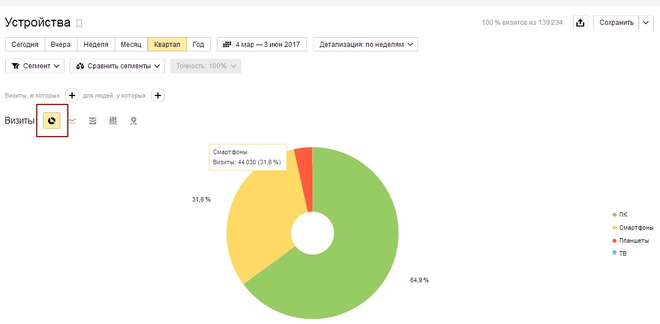 Устройства
100 % визитов из 139 234
Сохранить
Сегодня Вчера Неделя Месяц Квартал Год
4 мар — 3 июн 2017
Детализация: по неделям
Сегмент
Сравнить сегменты
Точность: 100%
Визиты, в которых + для людей, у которых +
Визиты
Смартфоны
Визиты: 44 030 (31,6 %)
31,6 %
ПК
Смартфоны
Планшеты
ТВ
64,9 %